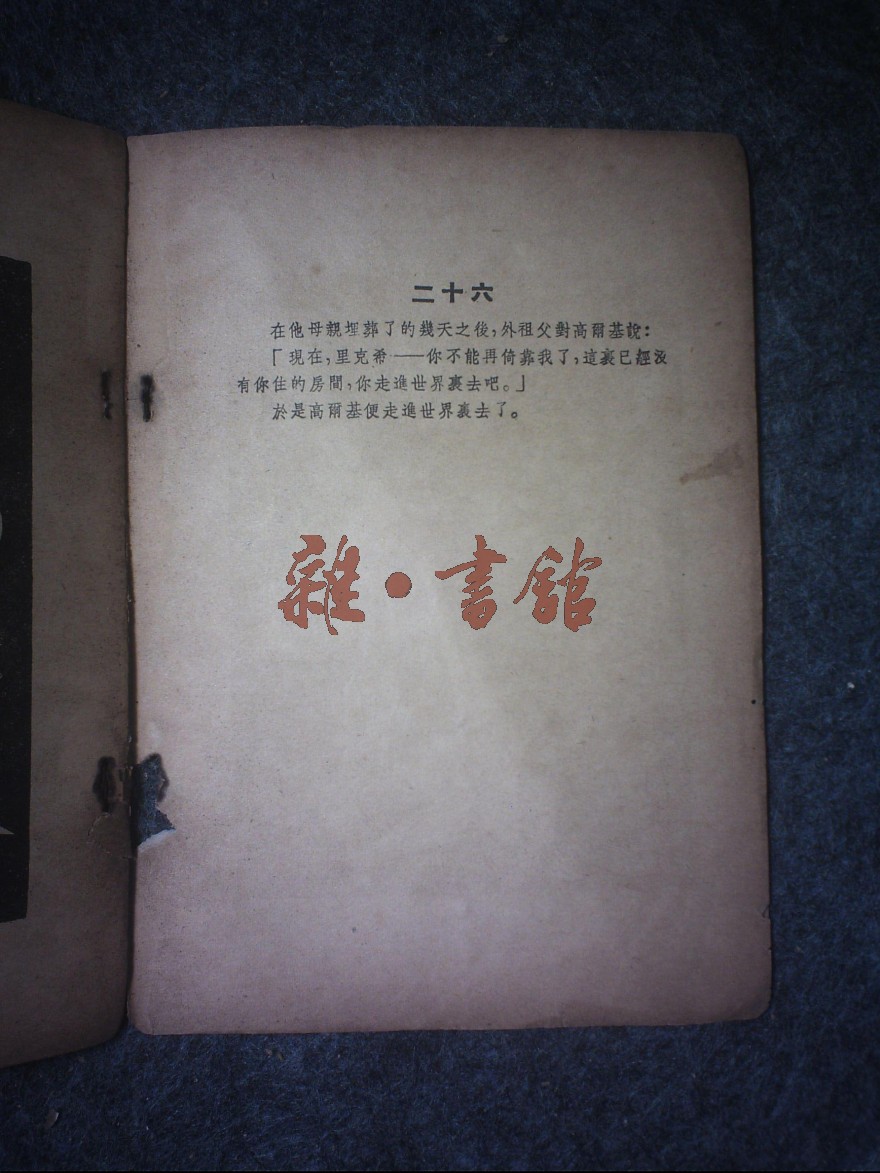 二十六
在他母親埋葬了的幾天之後，外祖父對高爾基說：
「現在，里克希——你不能再倚靠我了，這裏已經沒
有你住的房間，你走進世界裏去吧。」
於是高爾基便走進世界裏去了。
雜·書館